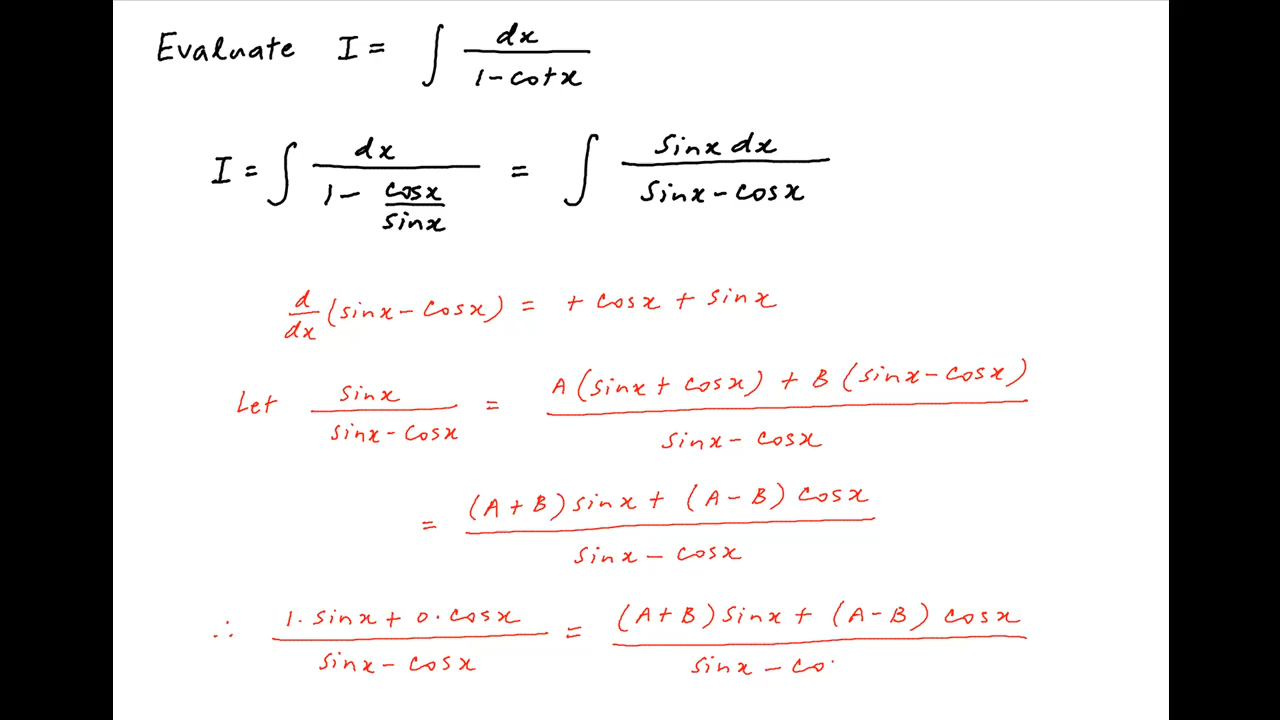 Evaluate I = ∫ dx / (1 - cot x)
I = ∫ dx / (1 - cosx/sinx) = ∫ sinx dx / (sinx - cosx)
d/dx (sinx - cosx) = + cosx + sinx
Let sinx / (sinx - cosx) = (A (sinx + cosx) + B (sinx - cosx)) / (sinx - cosx)
= ((A + B) sinx + (A - B) cosx) / (sinx - cosx)
∴ (1. sinx + 0. cosx) / (sinx - cosx) = ((A + B) sinx + (A - B) cosx) / (sinx - co